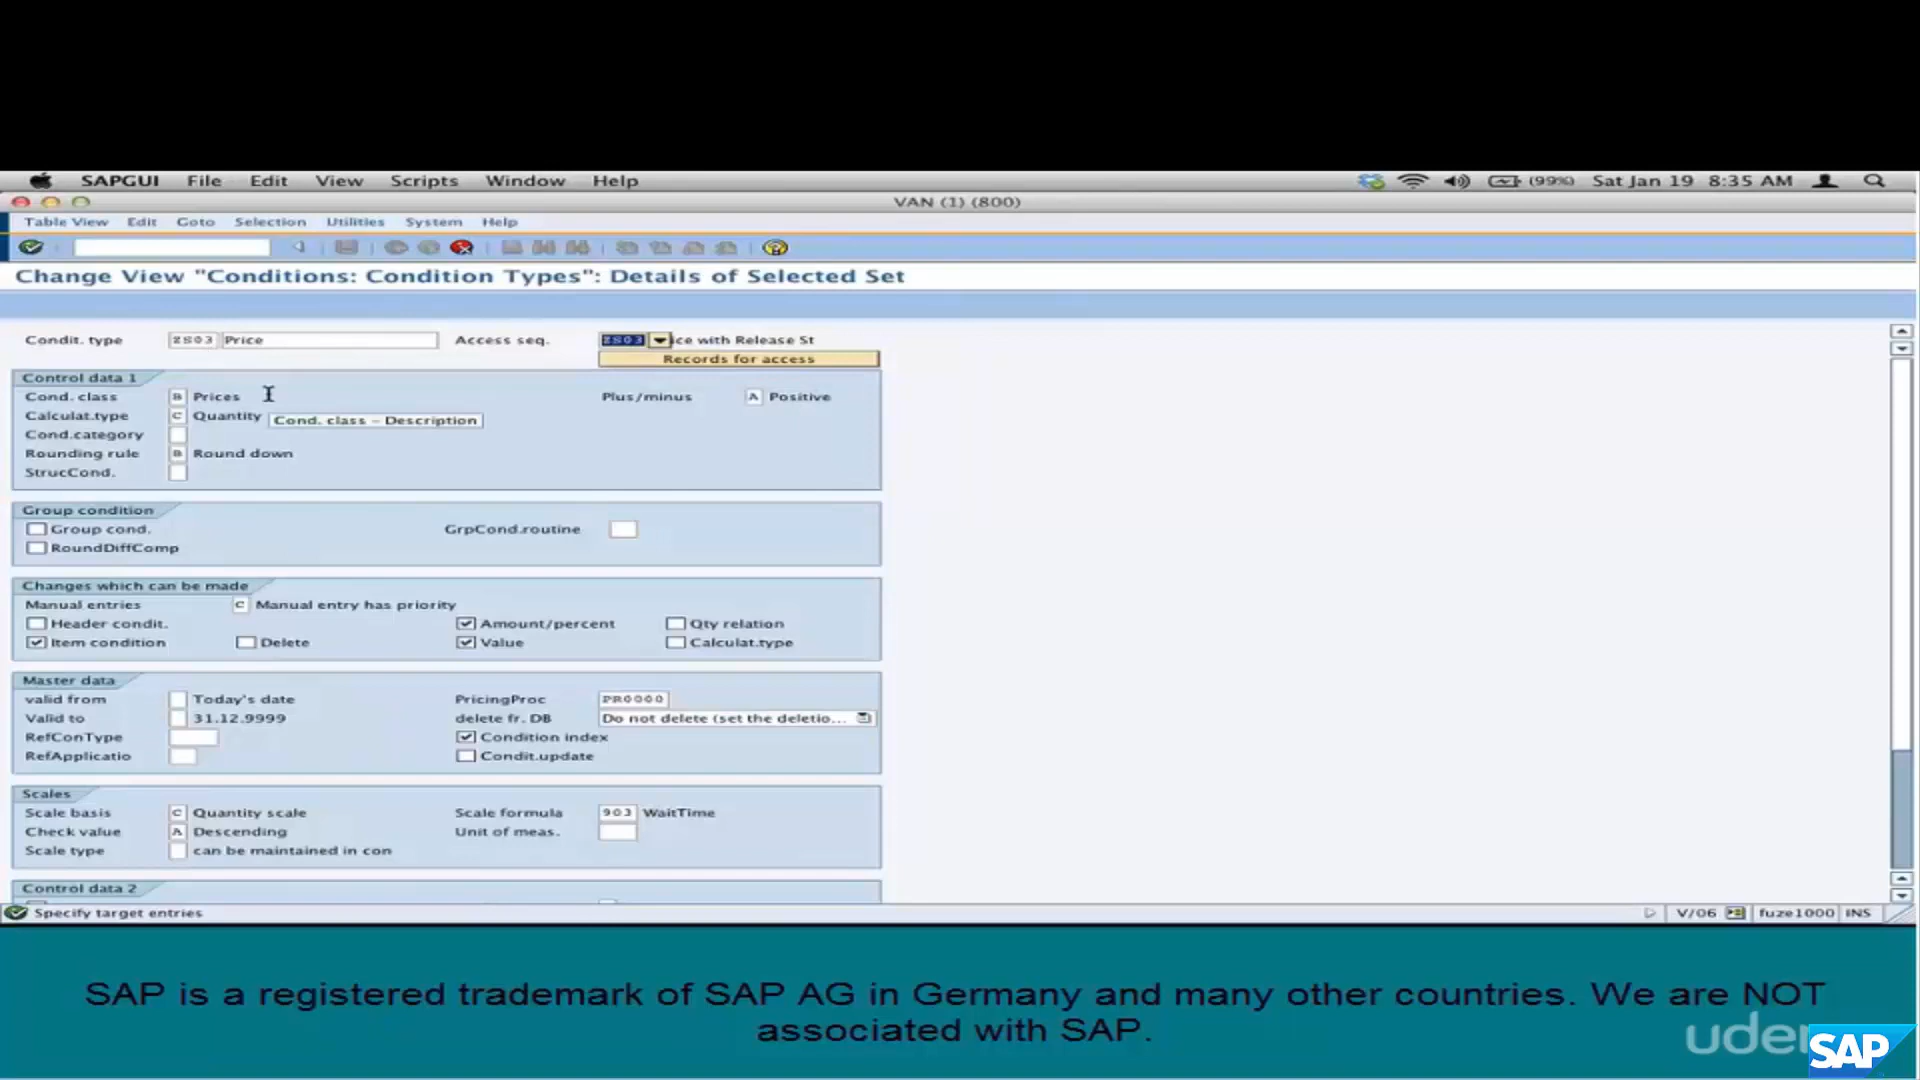 SAPGUI File Edit View Scripts Window Help (99%) Sat Jan 19 8:35 AM
VAN (1) (800)
Table View Edit Goto Selection Utilities System Help
Change View "Conditions: Condition Types": Details of Selected Set
Condit. type ZS03 Price Access seq. ZS03 ice with Release St
Records for access
Control data 1
Cond. class B Prices Plus/minus A Positive
Calculat.type C Quantity
Cond. class - Description
Cond.category
Rounding rule B Round down
StrucCond.
Group condition
Group cond. GrpCond.routine
RoundDiffComp
Changes which can be made
Manual entries C Manual entry has priority
Header condit. Amount/percent Qty relation
Item condition Delete Value Calculat.type
Master data
valid from Today's date PricingProc PR0000
Valid to 31.12.9999 delete fr. DB Do not delete (set the deletio...
RefConType Condition index
RefApplicatio Condit.update
Scales
Scale basis C Quantity scale Scale formula 903 WaitTime
Check value A Descending Unit of meas.
Scale type can be maintained in con
Control data 2
Specify target entries V/06 fuze1000 INS
SAP is a registered trademark of SAP AG in Germany and many other countries. We are NOT
associated with SAP.
uder
SAP